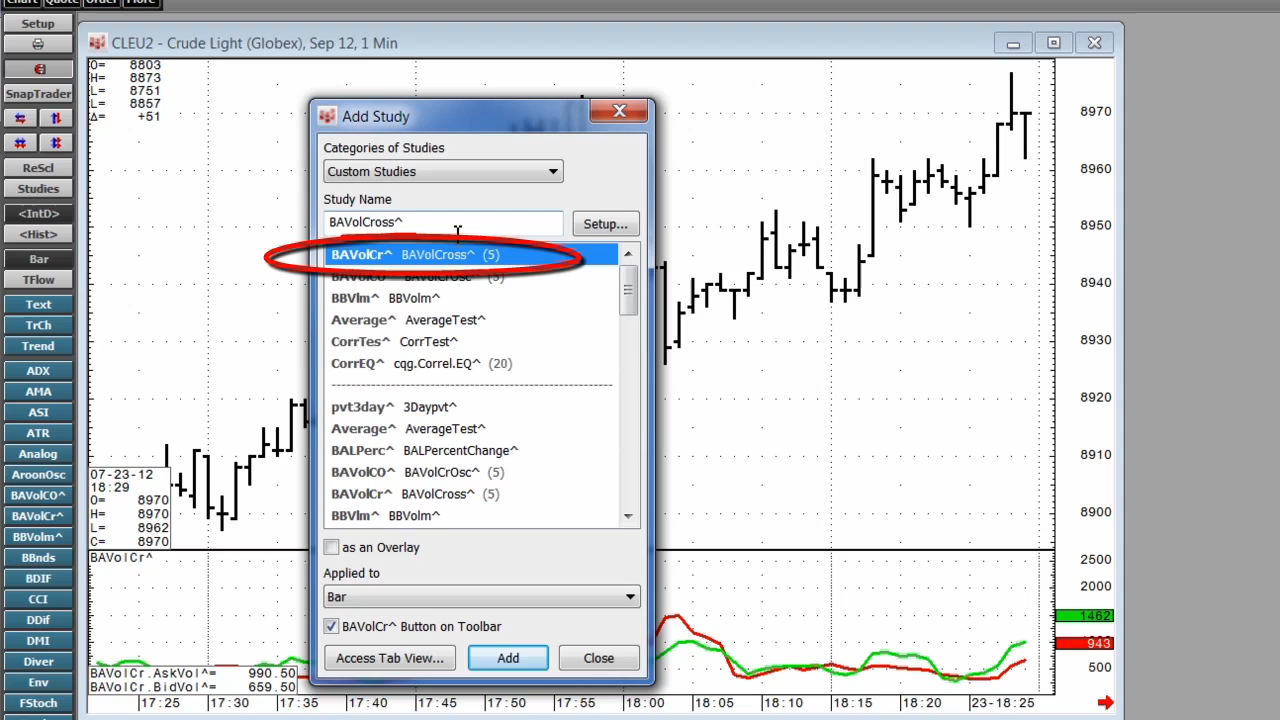 Chart Quote Order More
Setup
SnapTrader
ReScl
Studies
<IntD>
<Hist>
Bar
TFlow
Text
TrCh
Trend
ADX
AMA
ASI
ATR
Analog
AroonOsc
BAVolCO^
BAVolCr^
BBVolm^
BBnds
BDIF
CCI
DDif
DMI
Diver
Env
FStoch
CLEU2 - Crude Light (Globex), Sep 12, 1 Min
O= 8803
H= 8873
L= 8751
L= 8857
Δ= +51
Add Study
Categories of Studies
Custom Studies
Study Name
BAVolCross^
Setup...
BAVolCr^ BAVolCross^ (5)
BAVolCO^ BAVolCrOsc^ (5)
BBVlm^ BBVolm^
Average^ AverageTest^
CorrTes^ CorrTest^
CorrEQ^ cqg.Correl.EQ^ (20)
pvt3day^ 3Daypvt^
Average^ AverageTest^
BALPerc^ BALPercentChange^
BAVolCO^ BAVolCrOsc^ (5)
BAVolCr^ BAVolCross^ (5)
BBVlm^ BBVolm^
as an Overlay
Applied to
Bar
BAVolCr^ Button on Toolbar
Access Tab View...
Add
Close
8970
8960
8950
8940
8930
8920
8910
8900
07-23-12
18:29
O= 8970
H= 8970
L= 8962
C= 8970
BAVolCr^
2500
2000
1462
943
500
BAVolCr.AskVol^= 990.50
BAVolCr.BidVol^= 659.50
17:25 17:30 17:35 17:40 17:45 17:50 17:55 18:00 18:05 18:10 18:15 18:20 23-18:25